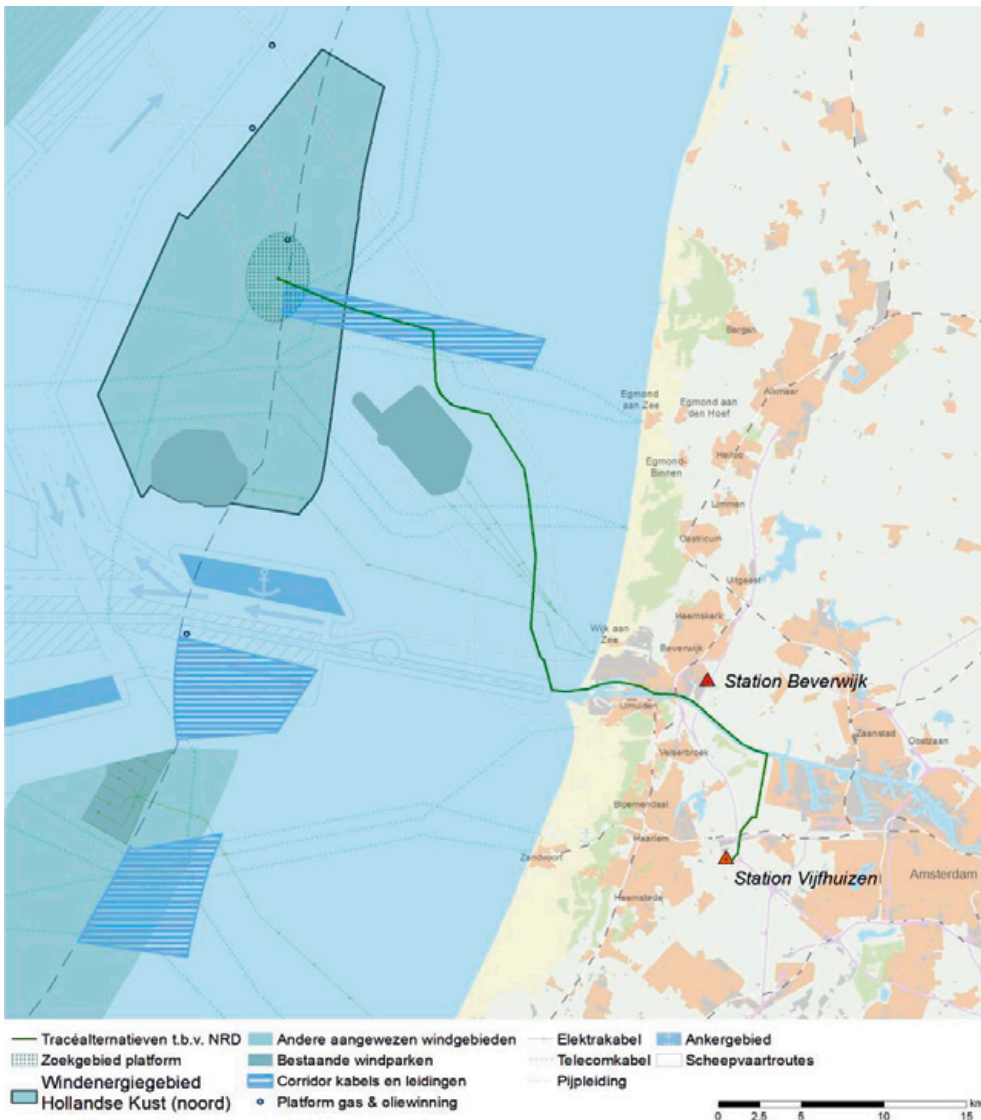 Bergen
Alkmaar
Egmond
aan Zee
Egmond aan
den Hoef
Egmond-
Binnen
Heiloo
Limmen
Castricum
Uitgeest
Heemskerk
Wijk aan
Zee
Beverwijk
Station Beverwijk
IJmuiden
Zaanstad
Oostzaan
Velserbroek
Bloemendaal
Haarlem
Zandvoort
Station Vijfhuizen
Amsterdam
Heemstede
Tracéalternatieven t.b.v. NRD
Zoekgebied platform
Windenergiegebied
Hollandse Kust (noord)
Andere aangewezen windgebieden
Bestaande windparken
Corridor kabels en leidingen
Platform gas & oliewinning
Elektrakabel
Telecomkabel
Pijpleiding
Ankergebied
Scheepvaartroutes
km
0 2.5 5 10 15